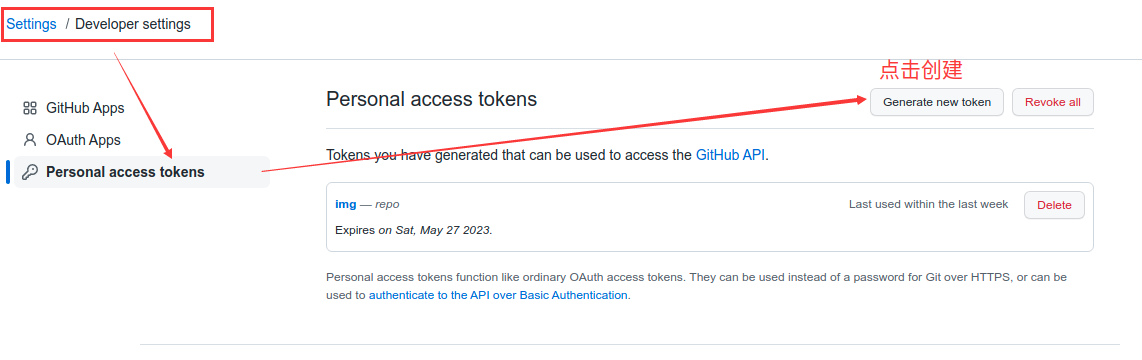 Settings / Developer settings
点击创建
GitHub Apps
OAuth Apps
Personal access tokens
Personal access tokens
Generate new token
Revoke all
Tokens you have generated that can be used to access the GitHub API.
img — repo
Last used within the last week
Delete
Expires on Sat, May 27 2023.
Personal access tokens function like ordinary OAuth access tokens. They can be used instead of a password for Git over HTTPS, or can be
used to authenticate to the API over Basic Authentication.